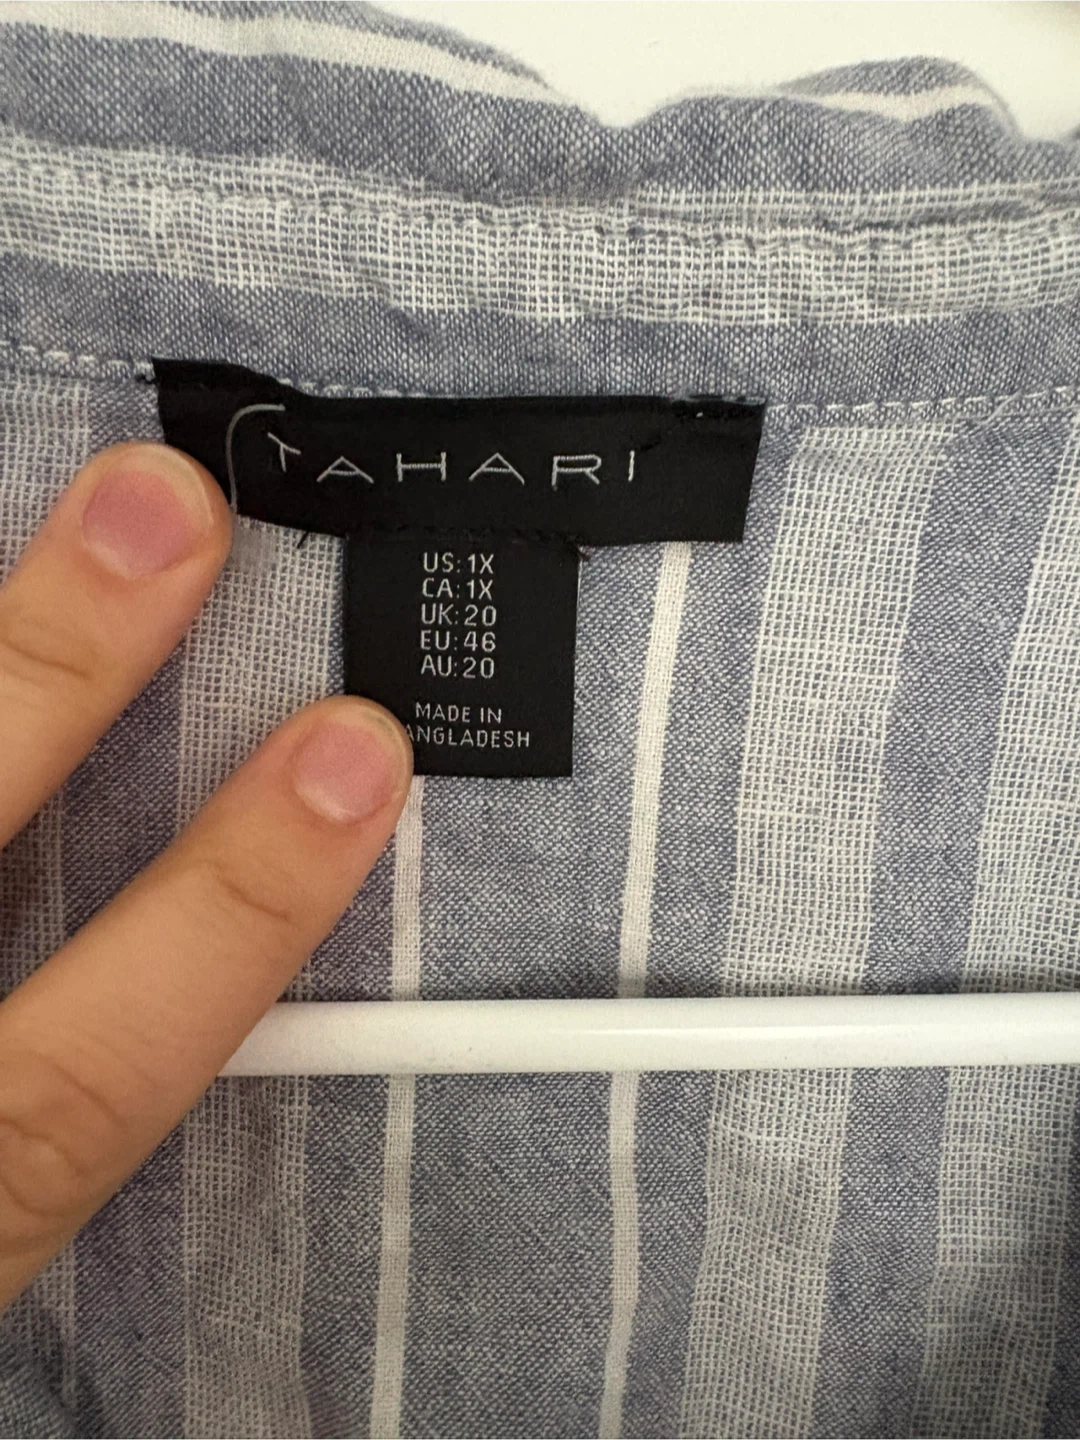 TAHARI
US: 1X
CA: 1X
UK: 20
EU: 46
AU: 20
MADE IN
ANGLADESH